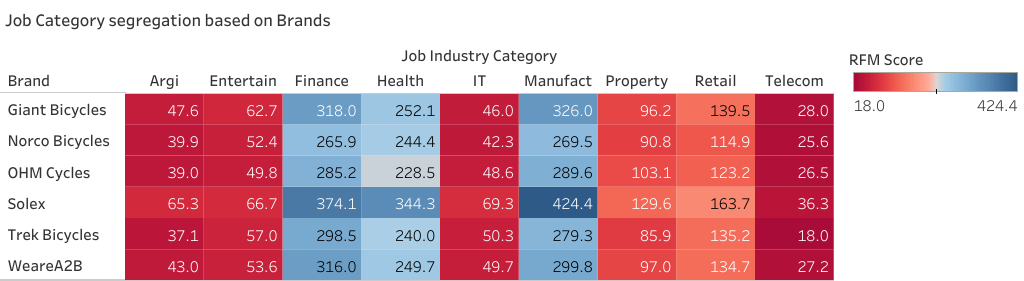 Job Category segregation based on Brands
Job Industry Category
Brand Argi Entertain Finance Health IT Manufact Property Retail Telecom
Giant Bicycles 47.6 62.7 318.0 252.1 46.0 326.0 96.2 139.5 28.0
Norco Bicycles 39.9 52.4 265.9 244.4 42.3 269.5 90.8 114.9 25.6
OHM Cycles 39.0 49.8 285.2 228.5 48.6 289.6 103.1 123.2 26.5
Solex 65.3 66.7 374.1 344.3 69.3 424.4 129.6 163.7 36.3
Trek Bicycles 37.1 57.0 298.5 240.0 50.3 279.3 85.9 135.2 18.0
WeareA2B 43.0 53.6 316.0 249.7 49.7 299.8 97.0 134.7 27.2
RFM Score
18.0 424.4